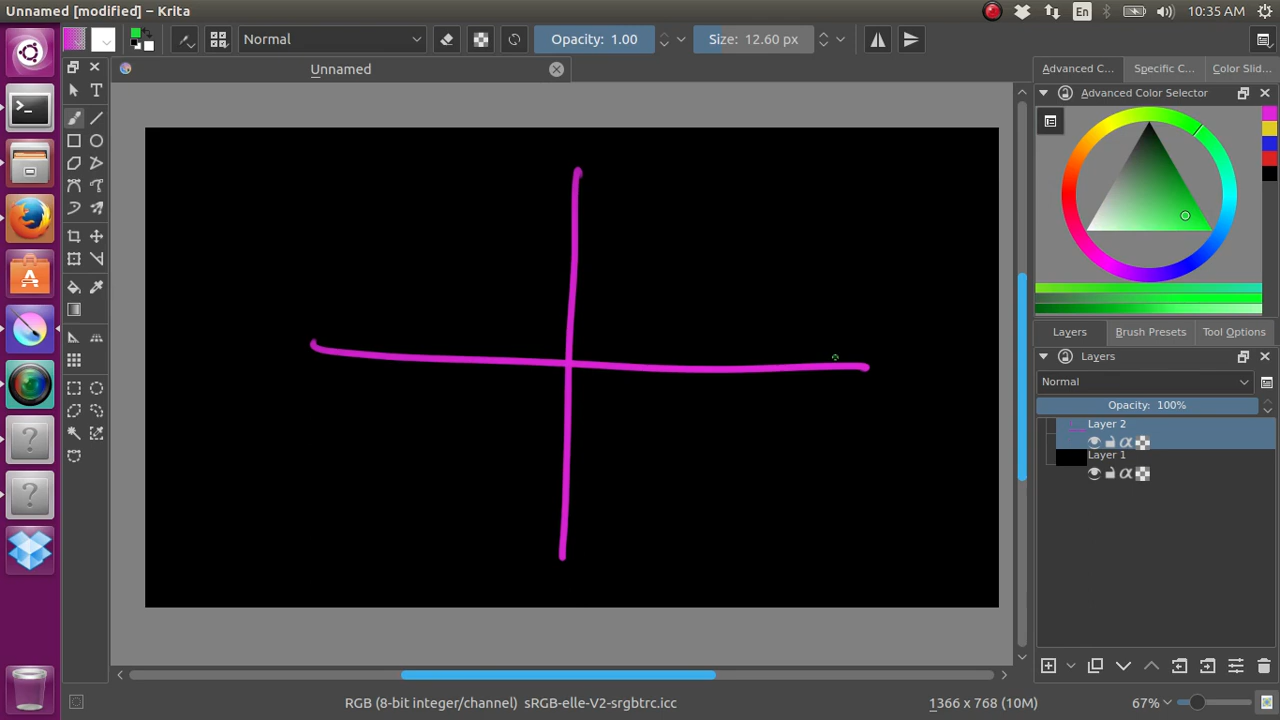 Unnamed [modified] – Krita
En
10:35 AM
Normal
Opacity: 1.00
Size: 12.60 px
Unnamed
Advanced C...
Specific C...
Color Slid...
Advanced Color Selector
Layers
Brush Presets
Tool Options
Layers
Normal
Opacity: 100%
Layer 2
Layer 1
RGB (8-bit integer/channel) sRGB-elle-V2-srgbtrc.icc
1366 x 768 (10M)
67%